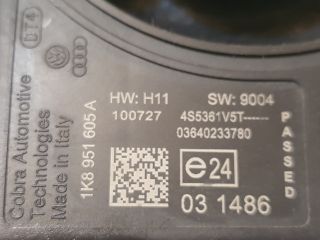 DT4
Cobra Automotive
Technologies
Made in Italy
1K8 951 605 A
HW: H11
100727
SW: 9004
4S5361V5T------
03640233780
e24
03 1486
PASSED